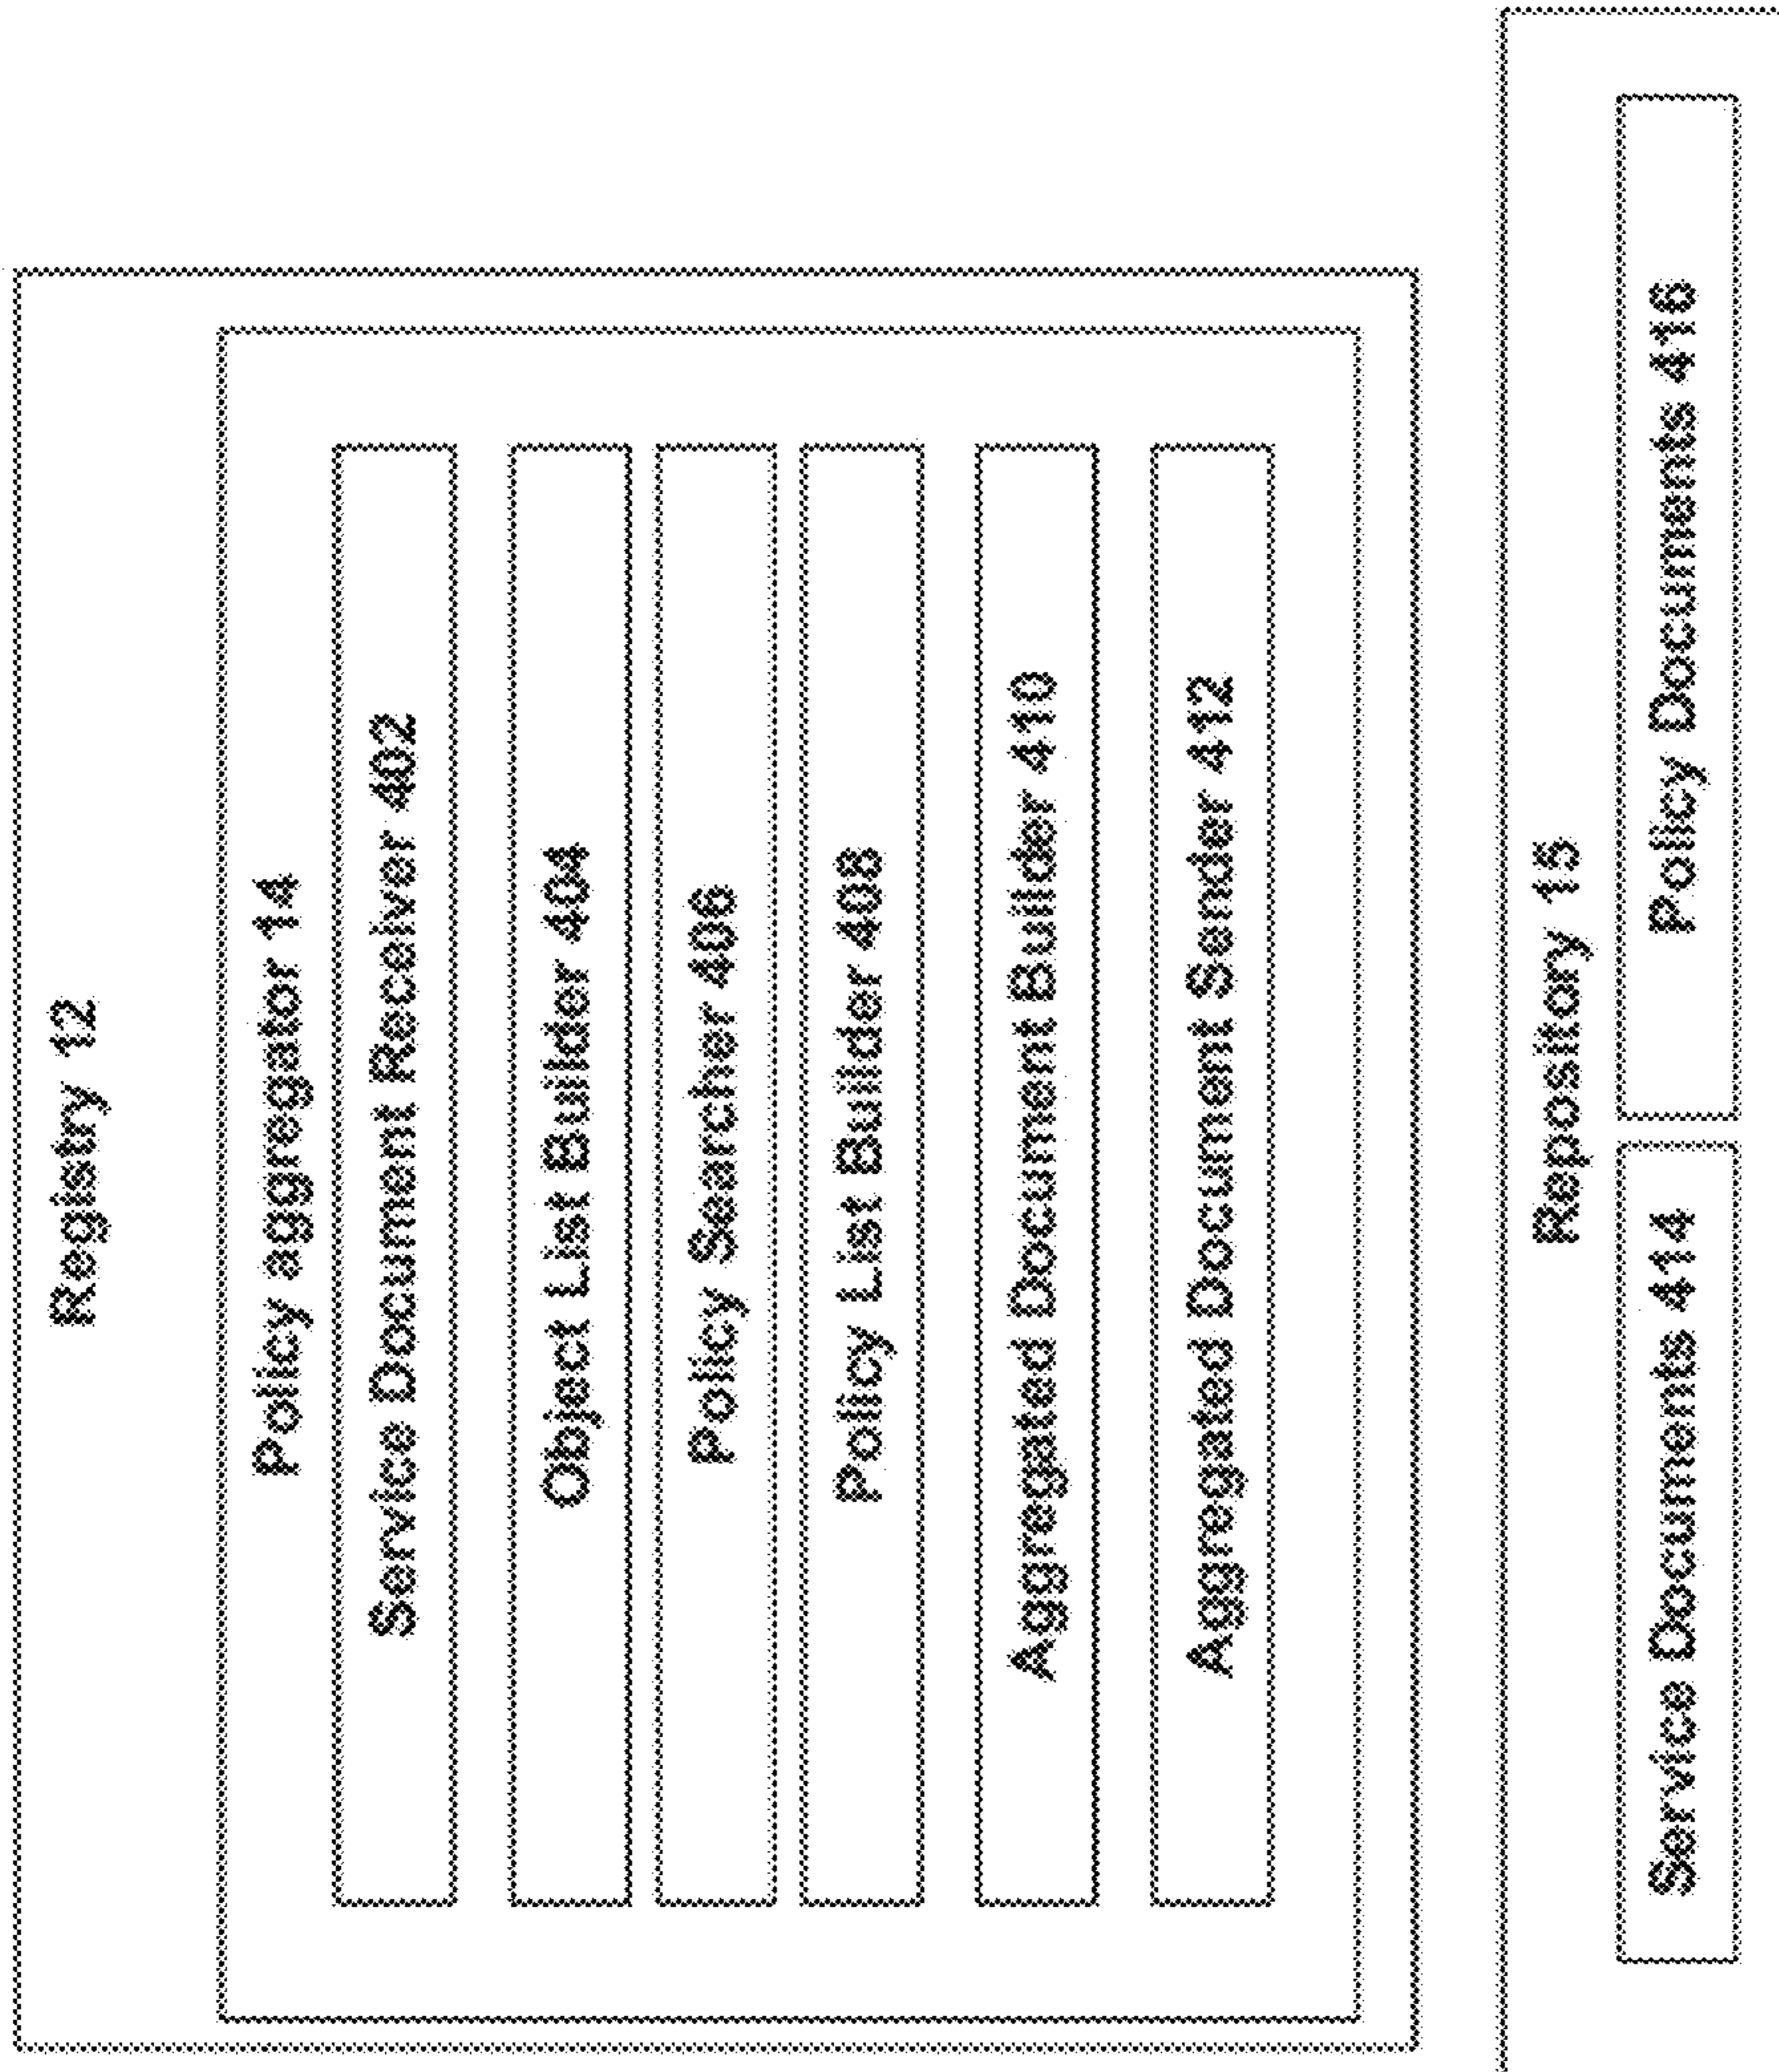 Registry 12
Policy aggregator 14
Service Document Receiver 402
Object List Builder 404
Policy Searcher 406
Policy List Builder 408
Aggregated Document Builder 410
Aggregated Document Sender 412
Repository 15
Service Documents 414
Policy Documents 416